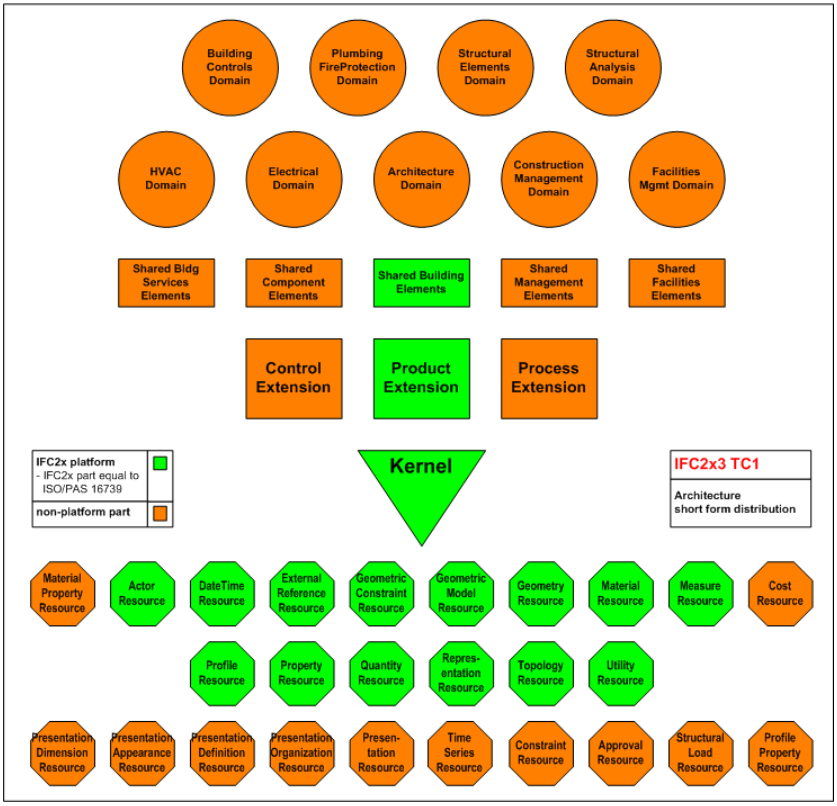 Building
Controls
Domain
Plumbing
FireProtection
Domain
Structural
Elements
Domain
Structural
Analysis
Domain
HVAC
Domain
Electrical
Domain
Architecture
Domain
Construction
Management
Domain
Facilities
Mgmt Domain
Shared Bldg
Services
Elements
Shared
Component
Elements
Shared Building
Elements
Shared
Management
Elements
Shared
Facilities
Elements
Control
Extension
Product
Extension
Process
Extension
IFC2x platform
- IFC2x part equal to
ISO/PAS 16739
non-platform part
Kernel
IFC2x3 TC1
Architecture
short form distribution
Material
Property
Resource
Actor
Resource
DateTime
Resource
External
Reference
Resource
Geometric
Constraint
Resource
Geometric
Model
Resource
Geometry
Resource
Material
Resource
Measure
Resource
Cost
Resource
Profile
Resource
Property
Resource
Quantity
Resource
Repres-
entation
Resource
Topology
Resource
Utility
Resource
Presentation
Dimension
Resource
Presentation
Appearance
Resource
Presentation
Definition
Resource
Presentation
Organization
Resource
Presen-
tation
Resource
Time
Series
Resource
Constraint
Resource
Approval
Resource
Structural
Load
Resource
Profile
Property
Resource